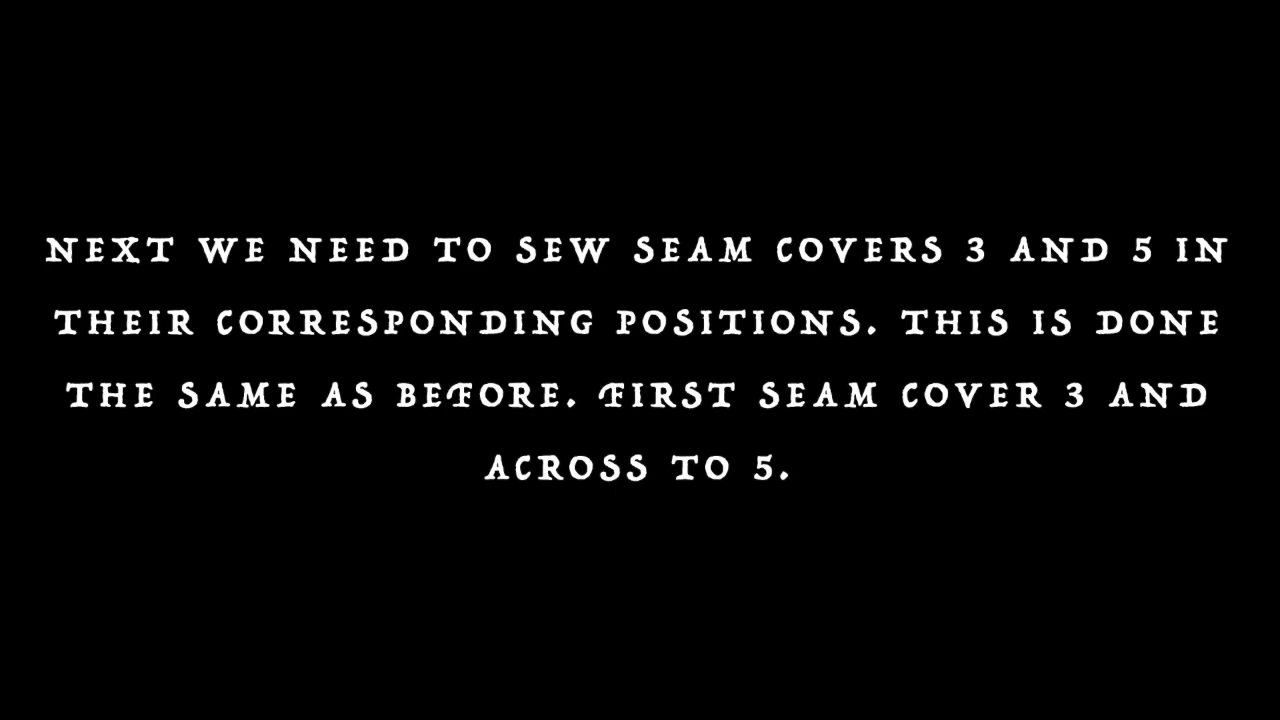 NEXT WE NEED TO SEW SEAM COVERS 3 AND 5 IN
THEIR CORRESPONDING POSITIONS. THIS IS DONE
THE SAME AS BEFORE. FIRST SEAM COVER 3 AND
ACROSS TO 5.